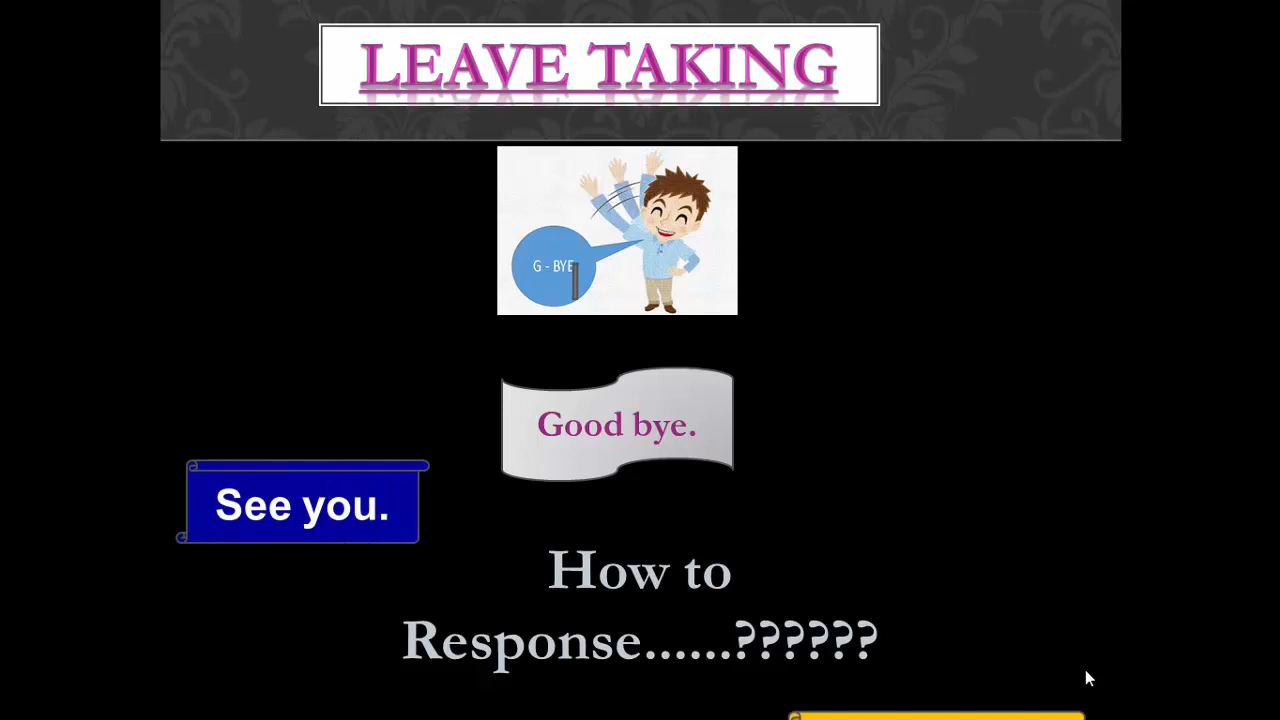 LEAVE TAKING
G - BYE
Good bye.
See you.
How to
Response......??????